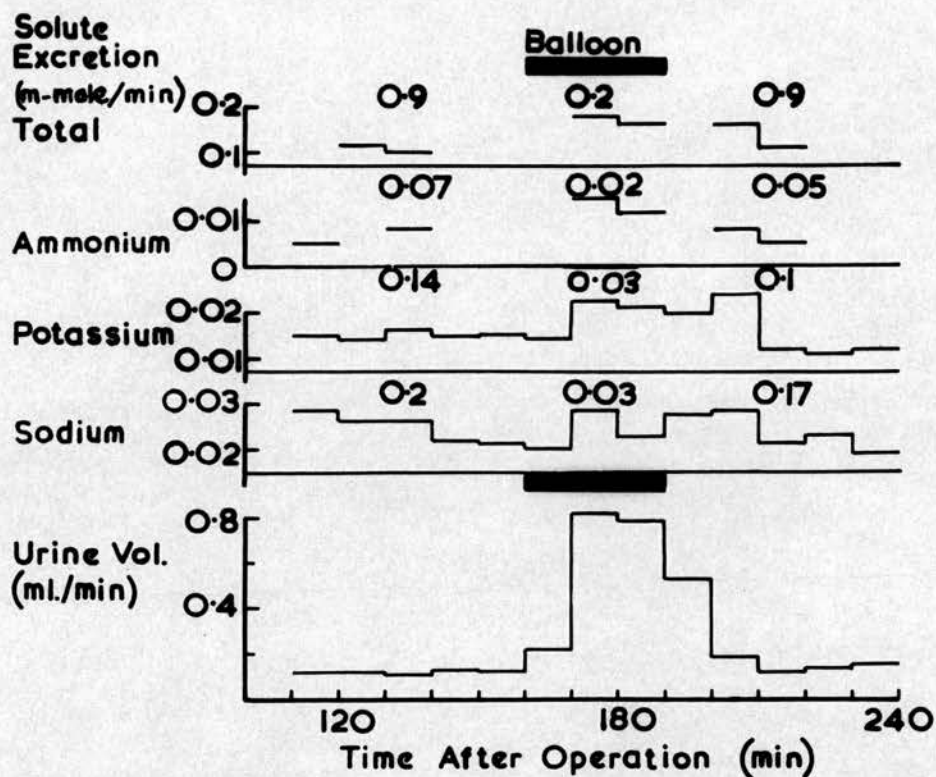 Solute
Excretion
(m-mole/min)
Total
Balloon
0·2
0·1
0·9
0·2
0·9
Ammonium
0·01
0
0·07
0·02
0·05
Potassium
0·02
0·01
0·14
0·03
0·1
Sodium
0·03
0·02
0·2
0·03
0·17
Urine Vol.
(ml./min)
0·8
0·4
120
180
240
Time After Operation (min)